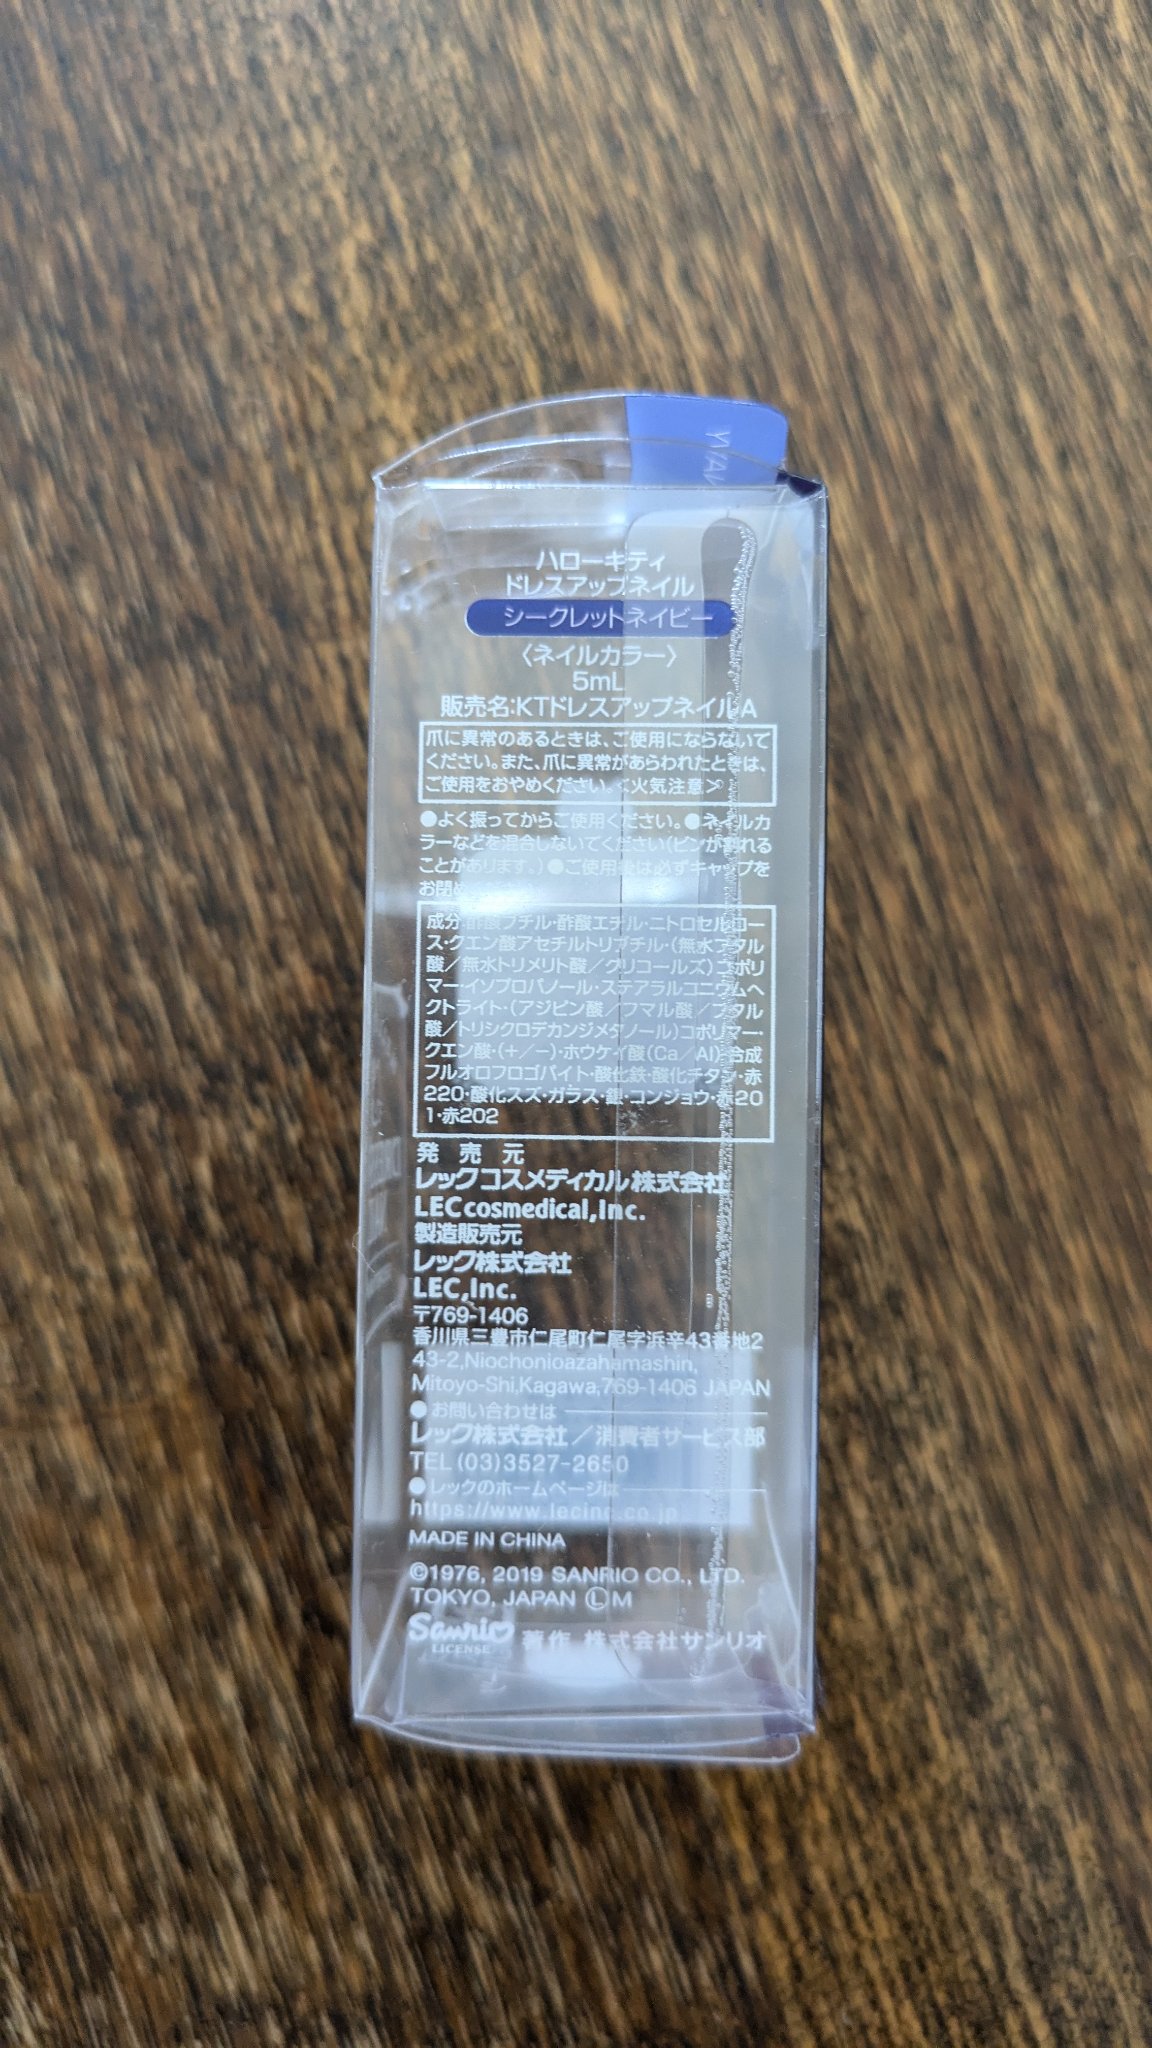 ハローキティ
ドレスアップネイル
シークレットネイビー
〈ネイルカラー〉
5mL
販売名:KTドレスアップネイルA
爪に異常のあるときは、ご使用にならないで
ください。また、爪に異常があらわれたときは、
ご使用をおやめください。<火気注意>
●よく振ってからご使用ください。●ネイルカ
ラーなどを混合しないでください(ビンが割れる
ことがあります。)●ご使用後は必ずキャップを
お閉め
成分:酢酸ブチル・酢酸エチル・ニトロセルロー
ス・クエン酸アセチルトリブチル・(無水フタル
酸/無水トリメリト酸/グリコールズ)コポリ
マー・イソプロパノール・ステアラルコニウムヘ
クトライト・(アジピン酸/フマル酸/フタル
酸/トリシクロデカンジメタノール)コポリマー・
クエン酸・(+/−)・ホウケイ酸(Ca/Al)・合成
フルオロフロゴパイト・酸化鉄・酸化チタン・赤
220・酸化スズ・ガラス・銀・コンジョウ・赤20
1・赤202
発売元
レックコスメディカル株式会社
LECcosmedical,Inc.
製造販売元
レック株式会社
LEC,Inc.
〒769-1406
香川県三豊市仁尾町仁尾字浜辛43番地2
43-2,Niochonioazahamashin,
Mitoyo-Shi,Kagawa,769-1406 JAPAN
●お問い合わせは
レック株式会社/消費者サービス部
TEL(03)3527-2650
●レックのホームページは
https://www.lecinc.co.jp
MADE IN CHINA
©1976, 2019 SANRIO CO., LTD.
TOKYO, JAPAN Ⓛ M
Sanrio
LICENSE
著作 株式会社サンリオ